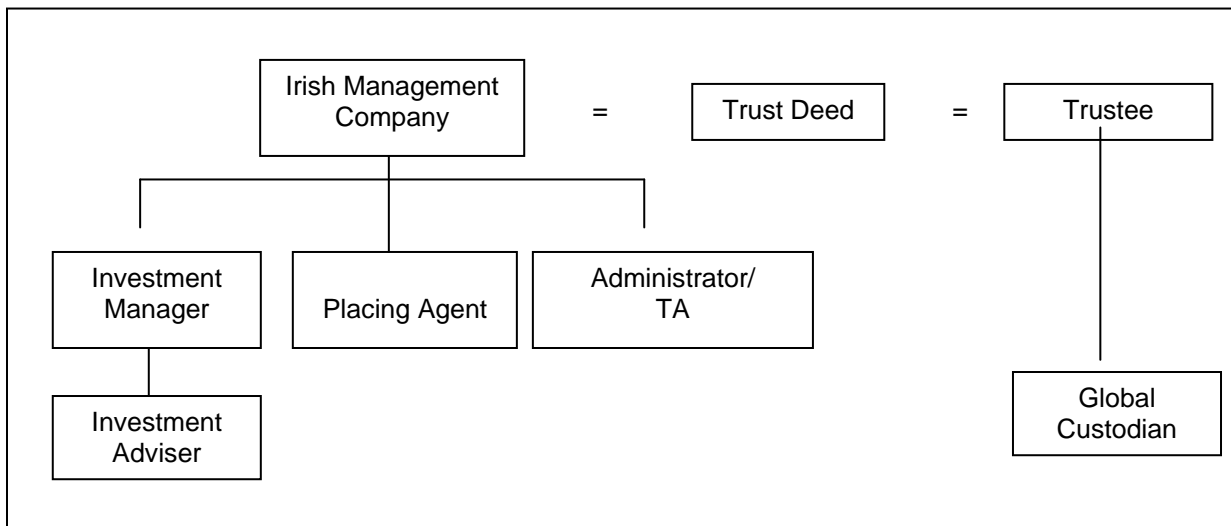 Irish Management
Company
=
Trust Deed
=
Trustee
Investment
Manager
Placing Agent
Administrator/
TA
Investment
Adviser
Global
Custodian